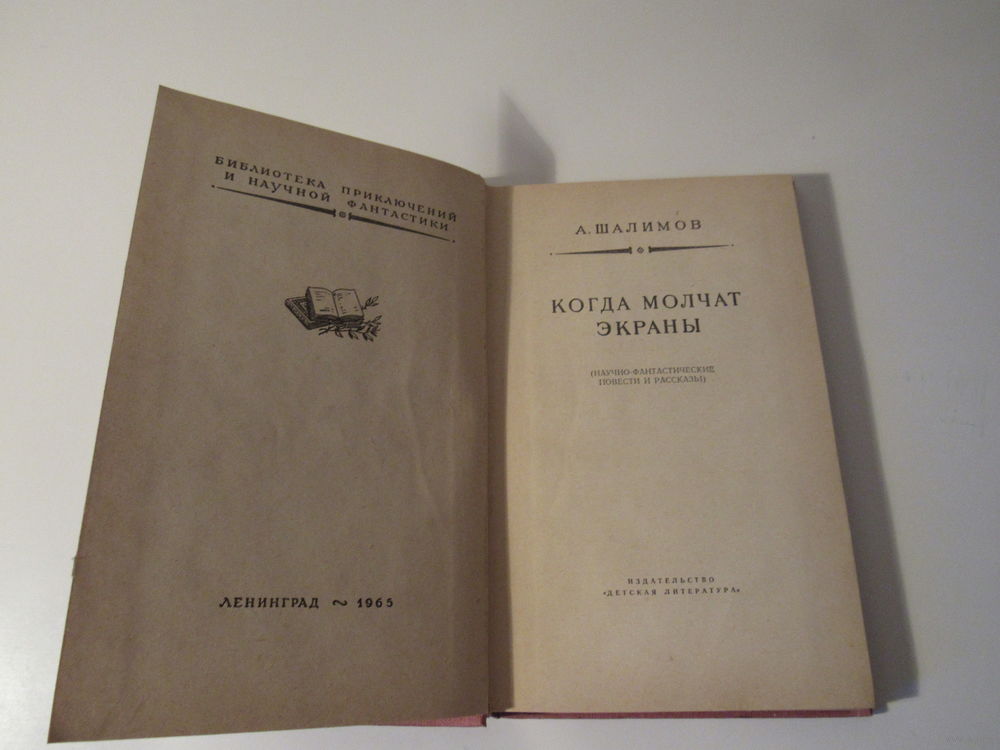 БИБЛИОТЕКА ПРИКЛЮЧЕНИЙ
И НАУЧНОЙ ФАНТАСТИКИ
ЛЕНИНГРАД ~ 1965
А. ШАЛИМОВ
КОГДА МОЛЧАТ
ЭКРАНЫ
(НАУЧНО-ФАНТАСТИЧЕСКИЕ
ПОВЕСТИ И РАССКАЗЫ)
ИЗДАТЕЛЬСТВО
«ДЕТСКАЯ ЛИТЕРАТУРА»